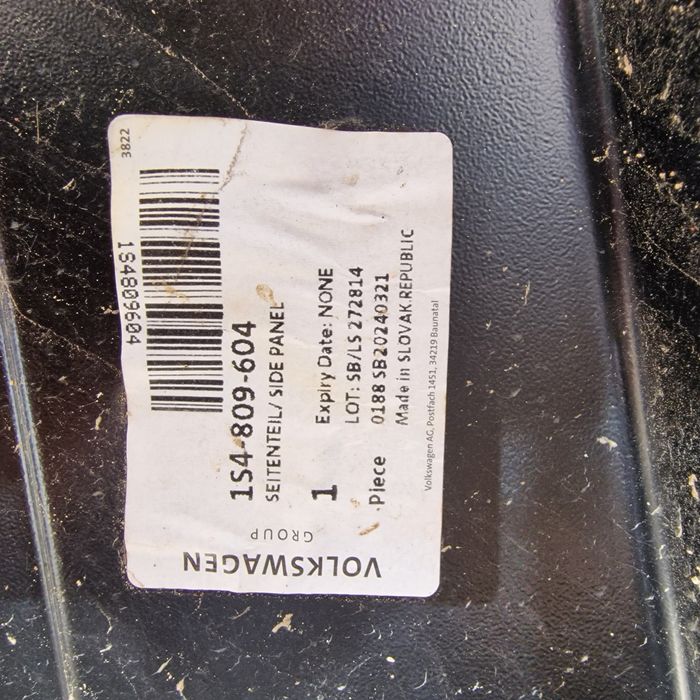 VOLKSWAGEN
GROUP
3822
1S4809604
1S4-809-604
SEITENTEIL/ SIDE PANEL
1
Expiry Date: NONE
LOT: SB/LS 272814
Piece 0188 SB20240321
Made in SLOVAK.REPUBLIC
Volkswagen AG, Postfach 1451, 34219 Baunatal